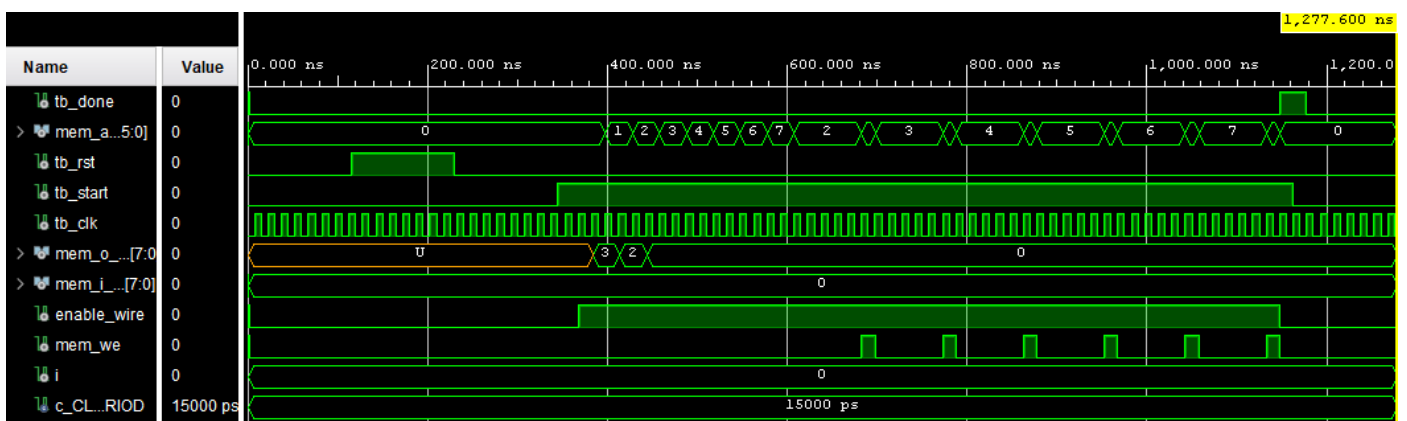 1,277.600 ns
Name Value 0.000 ns 200.000 ns 400.000 ns 600.000 ns 800.000 ns 1,000.000 ns 1,200.0
tb_done 0
mem_a...5:0] 0 0 1 2 3 4 5 6 7 2 3 4 5 6 7 0
tb_rst 0
tb_start 0
tb_clk 0
mem_o_...[7:0 0 U 3 2 0
mem_i_...[7:0] 0 0
enable_wire 0
mem_we 0
i 0 0
c_CL...RIOD 15000 ps 15000 ps